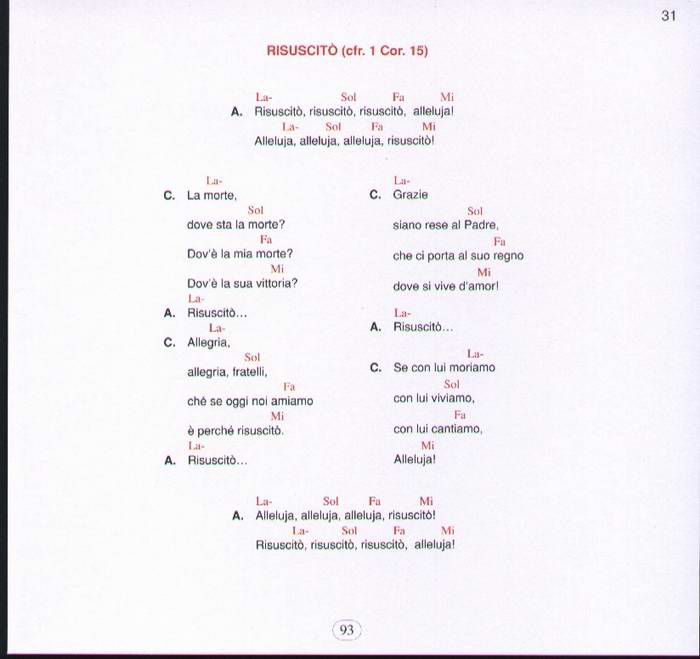 31
RISUSCITÒ (cfr. 1 Cor. 15)
La- Sol Fa Mi
A. Risuscitò, risuscitò, risuscitò, alleluja!
La- Sol Fa Mi
Alleluja, alleluja, alleluja, risuscitò!
La-
C. La morte,
Sol
dove sta la morte?
Fa
Dov'è la mia morte?
Mi
Dov'è la sua vittoria?
La-
A. Risuscitò...
La-
C. Allegria,
Sol
allegria, fratelli,
Fa
ché se oggi noi amiamo
Mi
è perché risuscitò.
La-
A. Risuscitò...
La-
C. Grazie
Sol
siano rese al Padre,
Fa
che ci porta al suo regno
Mi
dove si vive d'amor!
La-
A. Risuscitò...
La-
C. Se con lui moriamo
Sol
con lui viviamo,
Fa
con lui cantiamo,
Mi
Alleluja!
La- Sol Fa Mi
A. Alleluja, alleluja, alleluja, risuscitò!
La- Sol Fa Mi
Risuscitò, risuscitò, risuscitò, alleluja!
93